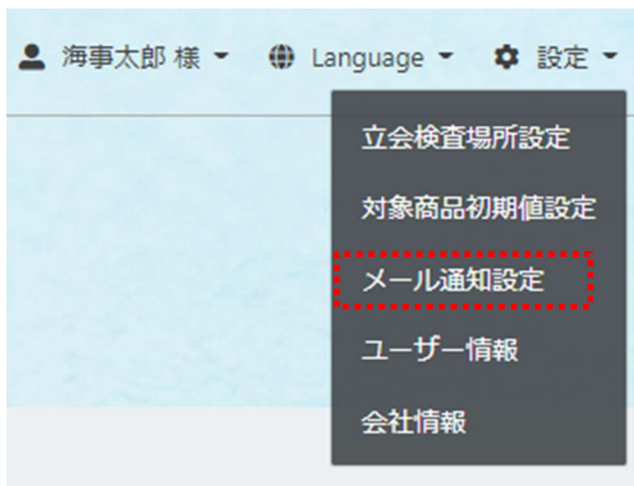 海事太郎 様 Language 設定
立会検査場所設定
対象商品初期値設定
メール通知設定
ユーザー情報
会社情報